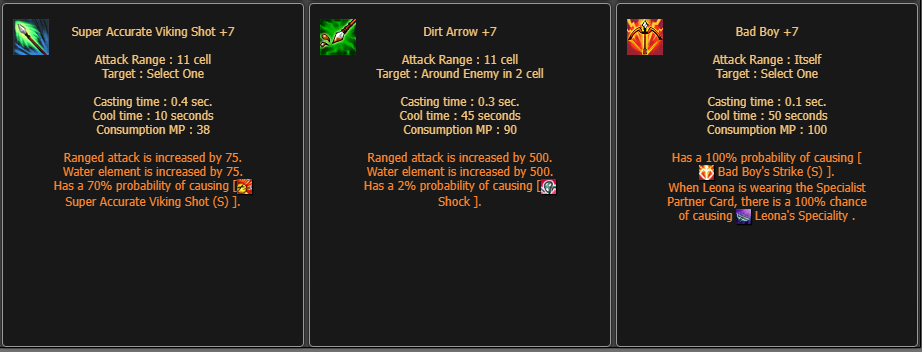 Super Accurate Viking Shot +7
Attack Range : 11 cell
Target : Select One
Casting time : 0.4 sec.
Cool time : 10 seconds
Consumption MP : 38
Ranged attack is increased by 75.
Water element is increased by 75.
Has a 70% probability of causing [
Super Accurate Viking Shot (S) ].
Dirt Arrow +7
Attack Range : 11 cell
Target : Around Enemy in 2 cell
Casting time : 0.3 sec.
Cool time : 45 seconds
Consumption MP : 90
Ranged attack is increased by 500.
Water element is increased by 500.
Has a 2% probability of causing [
Shock ].
Bad Boy +7
Attack Range : Itself
Target : Select One
Casting time : 0.1 sec.
Cool time : 50 seconds
Consumption MP : 100
Has a 100% probability of causing [
Bad Boy's Strike (S) ].
When Leona is wearing the Specialist
Partner Card, there is a 100% chance
of causing Leona's Speciality .